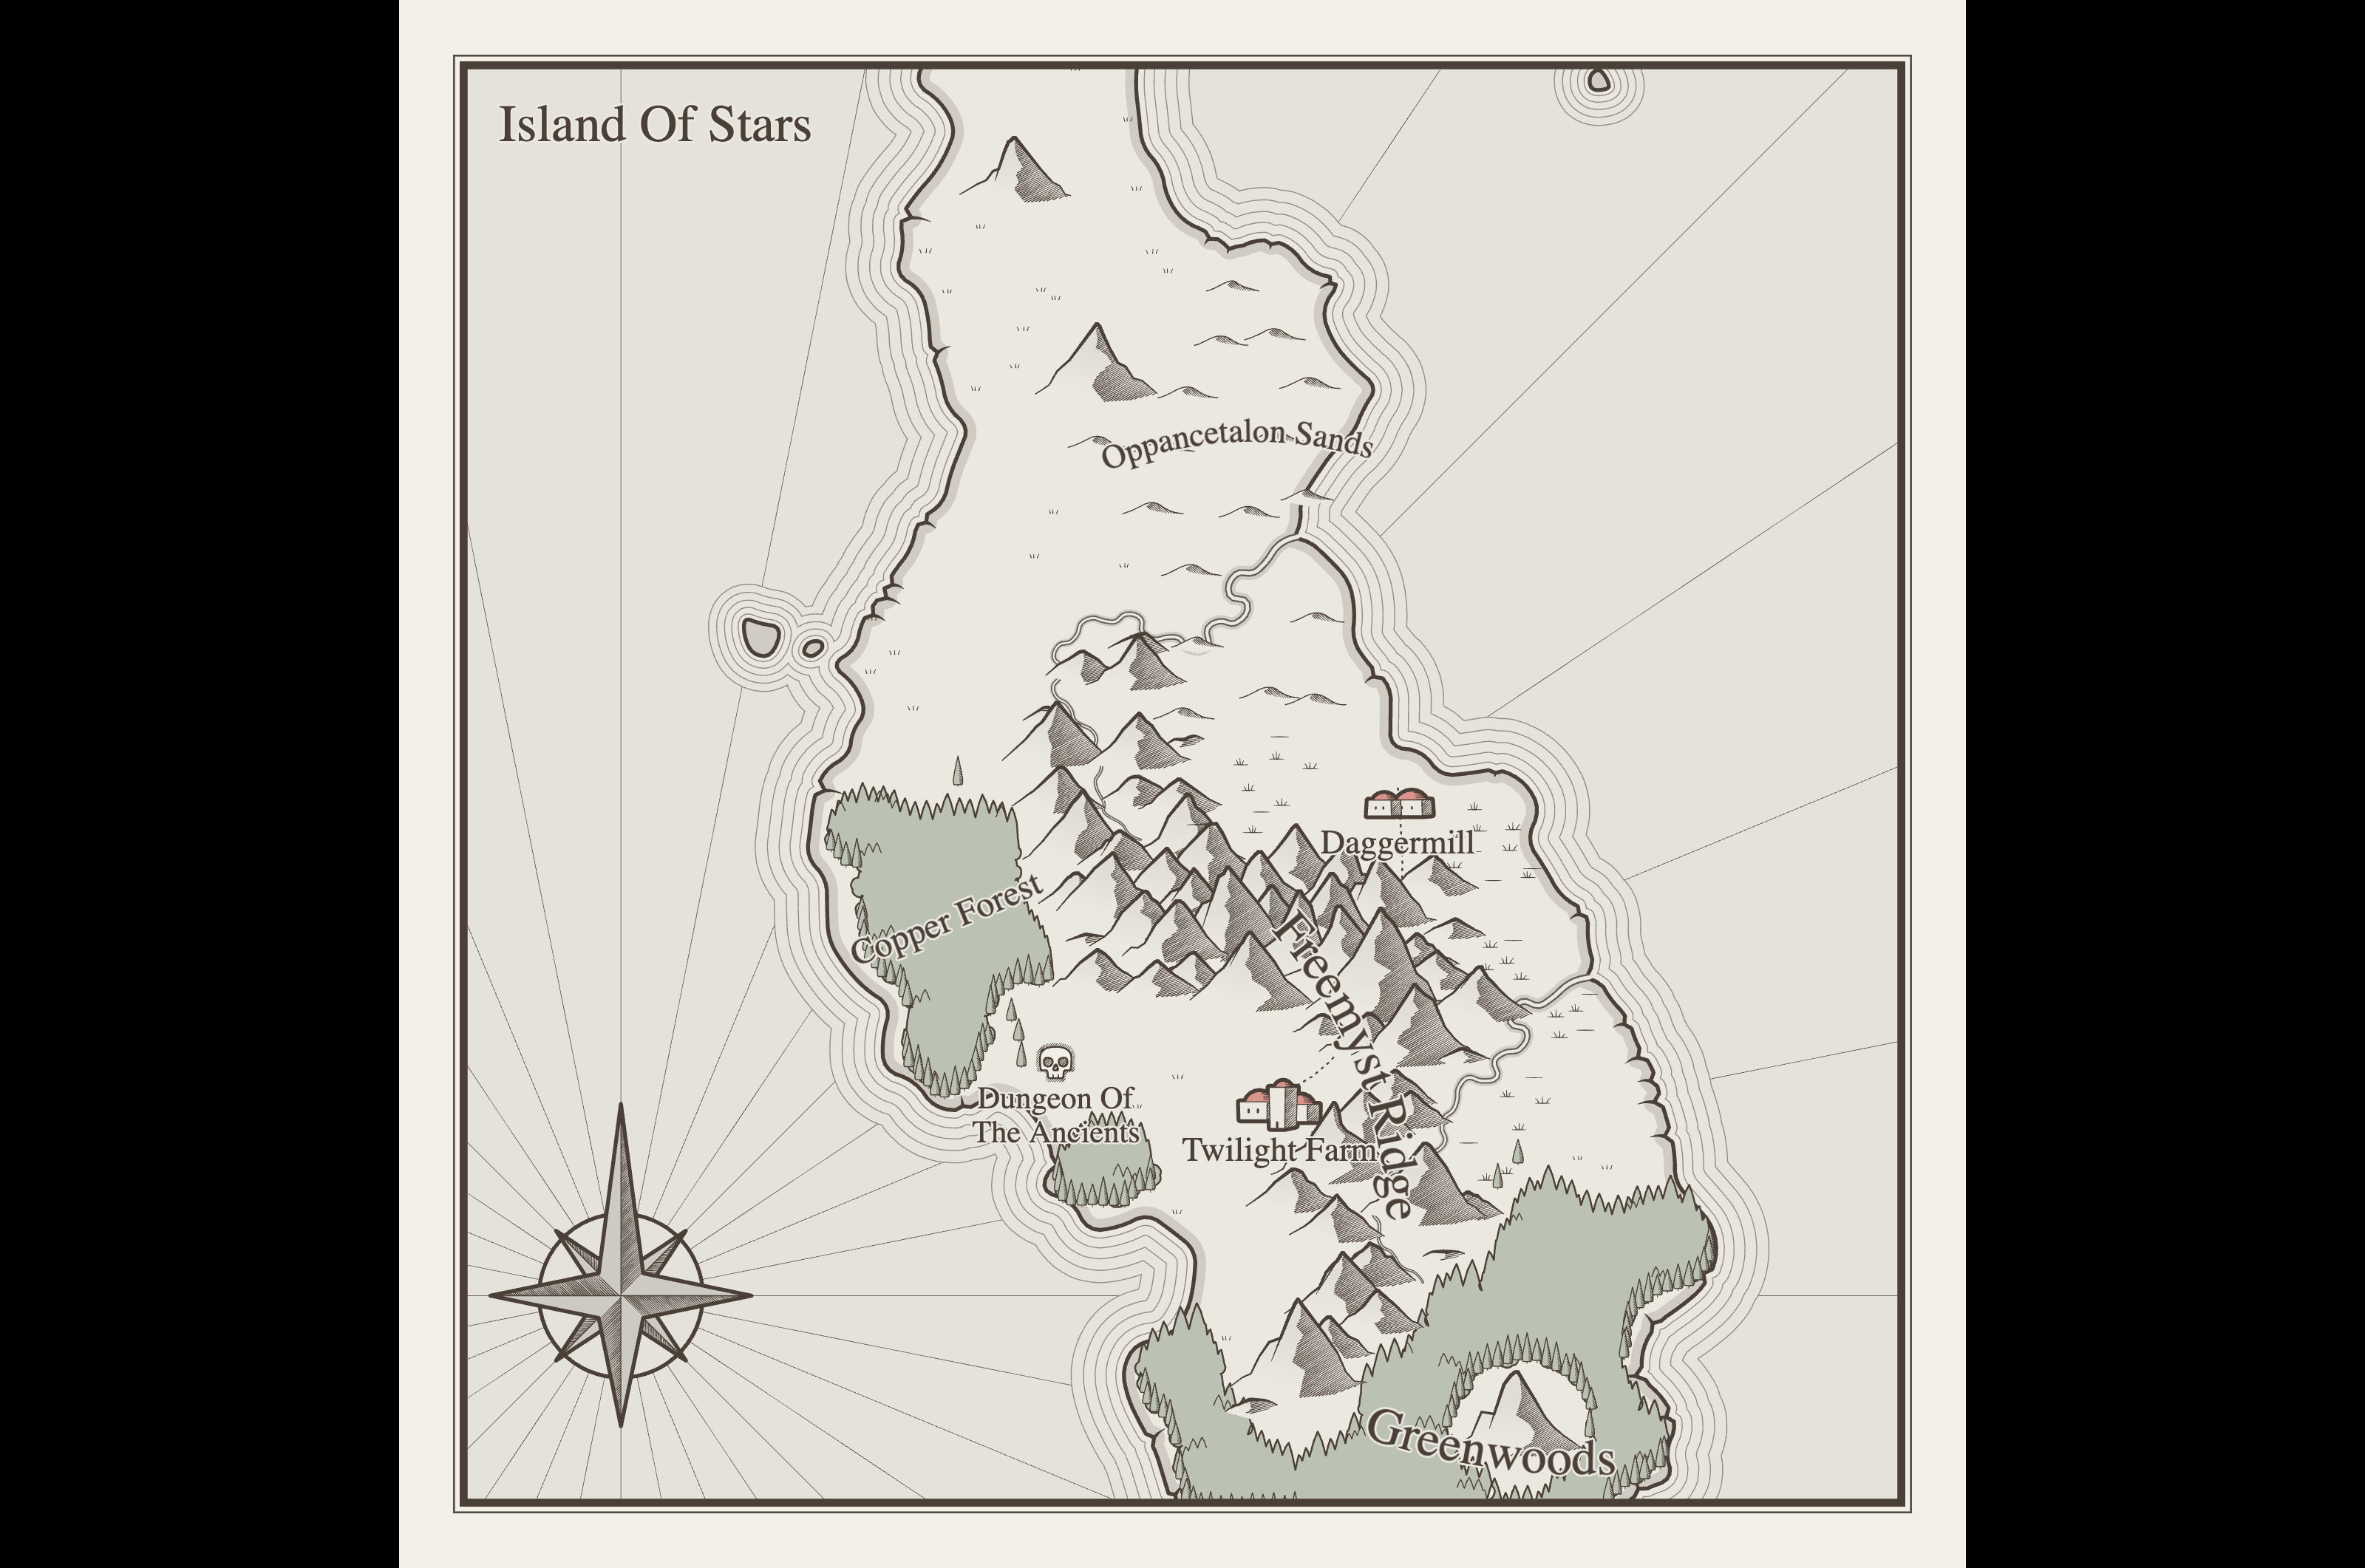 Island Of Stars
Oppancetalon Sands
Daggermill
Copper Forest
Freemyst Ridge
Dungeon Of
The Ancients
Twilight Farm
Greenwoods